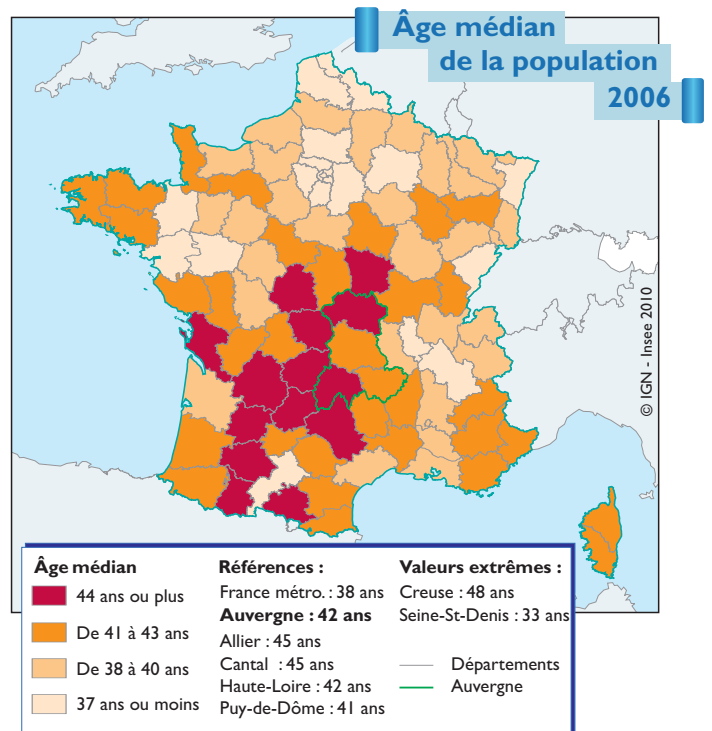 Âge médian
de la population
2006
© IGN - Insee 2010
Âge médian
44 ans ou plus
De 41 à 43 ans
De 38 à 40 ans
37 ans ou moins
Références :
France métro. : 38 ans
Auvergne : 42 ans
Allier : 45 ans
Cantal : 45 ans
Haute-Loire : 42 ans
Puy-de-Dôme : 41 ans
Valeurs extrêmes :
Creuse : 48 ans
Seine-St-Denis : 33 ans
Départements
Auvergne